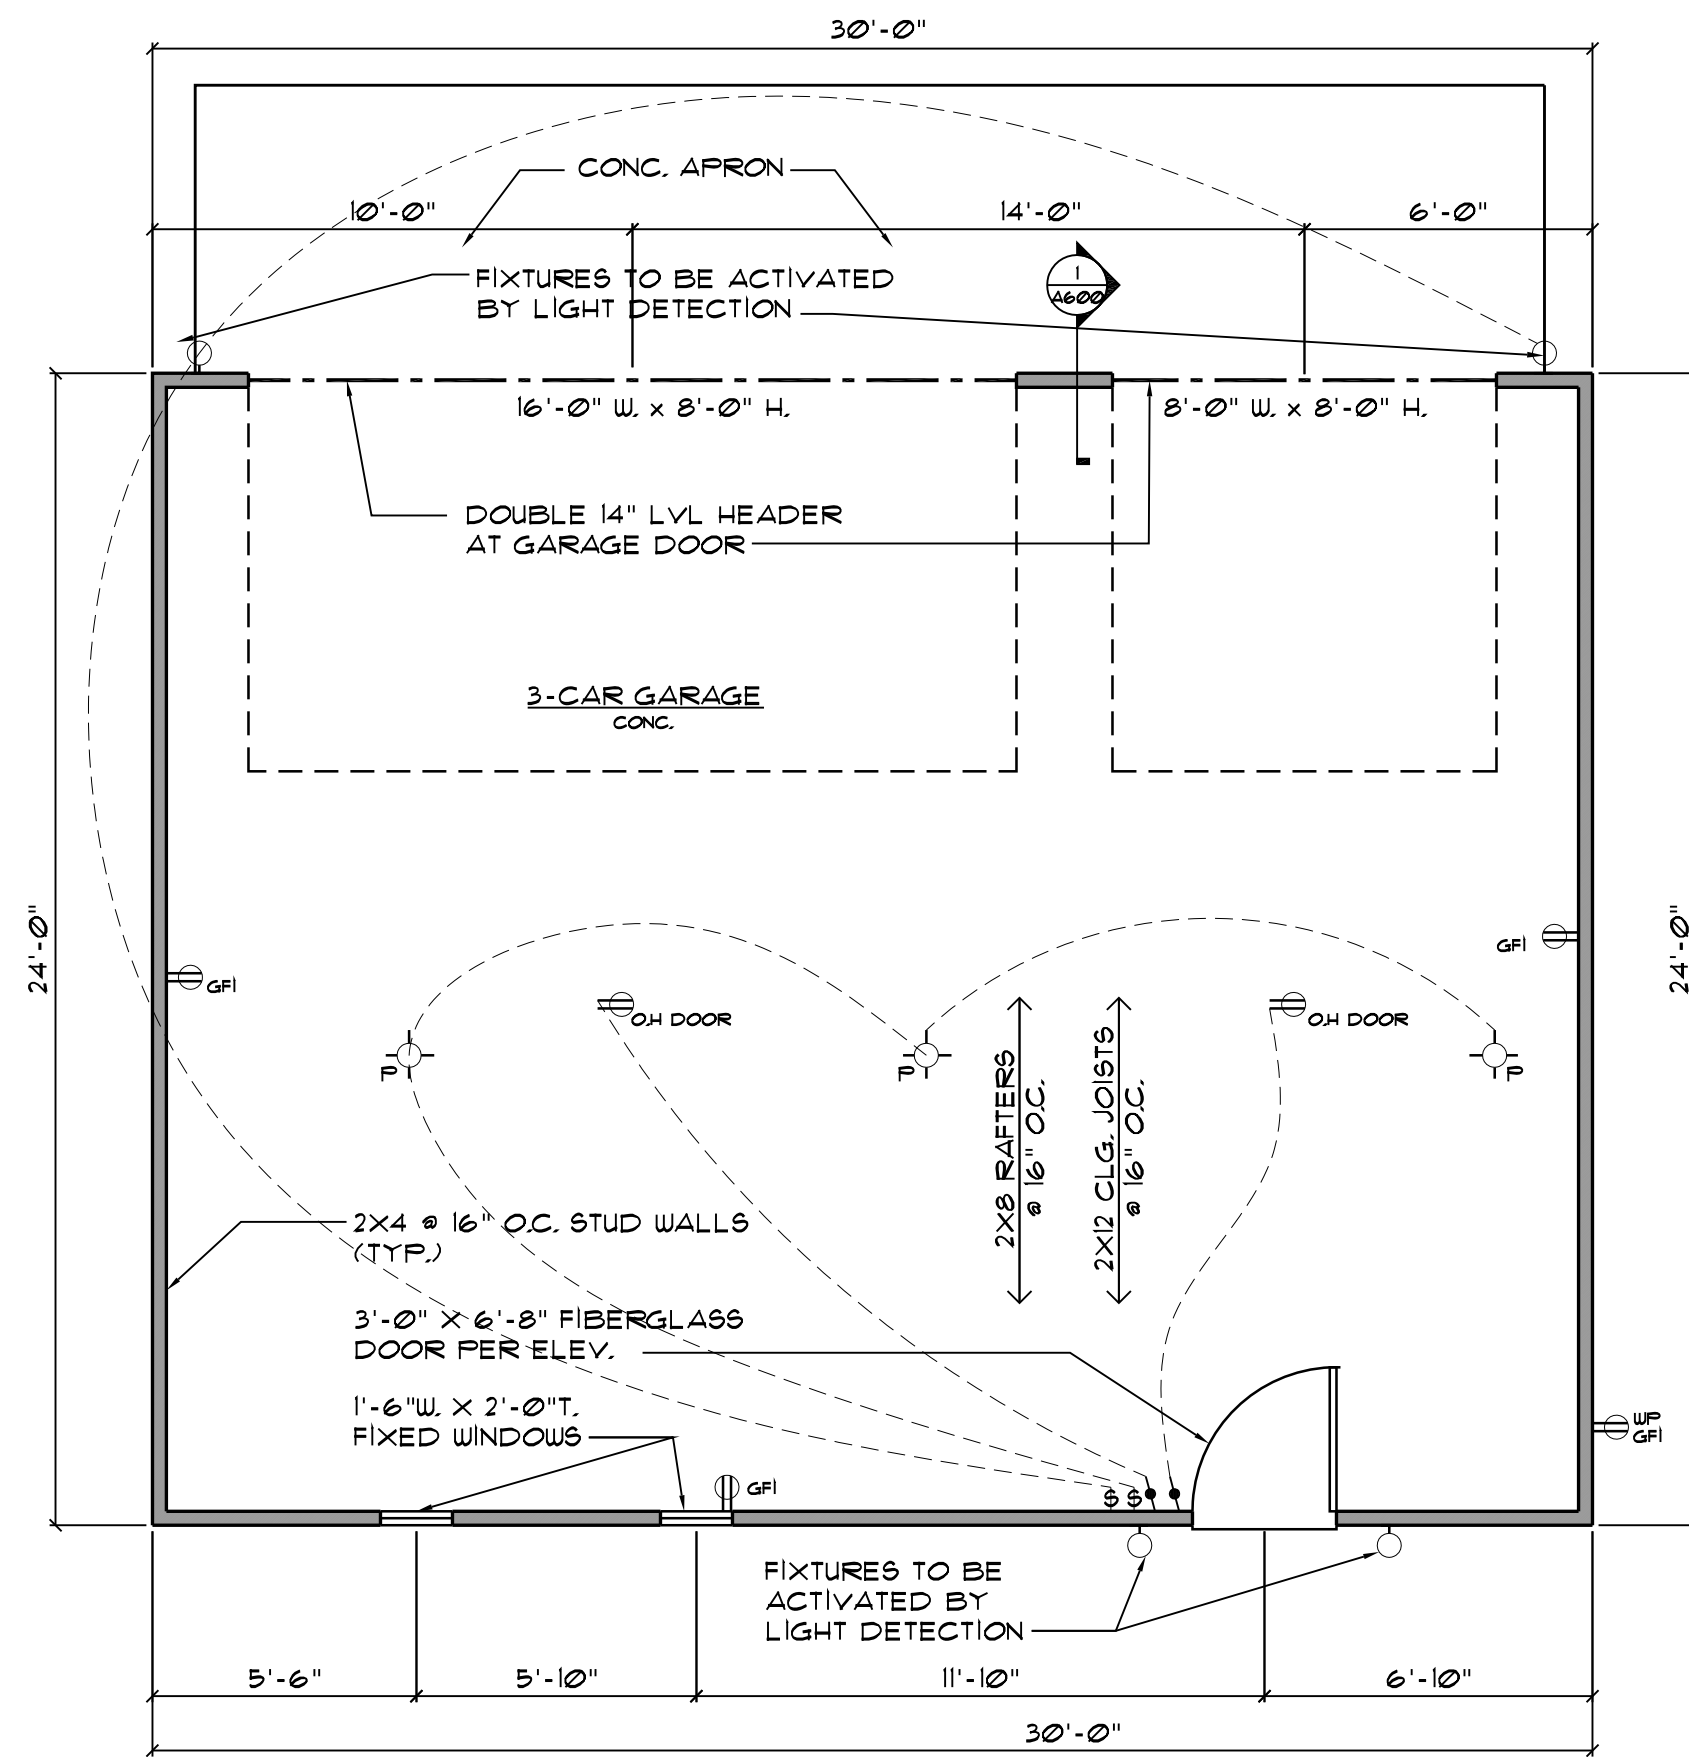 30'-0"
CONC. APRON
10'-0"
14'-0"
6'-0"
FIXTURES TO BE ACTIVATED
BY LIGHT DETECTION
1
A600
16'-0" W. x 8'-0" H.
8'-0" W. x 8'-0" H.
DOUBLE 14" LVL HEADER
AT GARAGE DOOR
3-CAR GARAGE
CONC.
24'-0"
24'-0"
GFI
GFI
O.H DOOR
O.H DOOR
P
P
P
2X8 RAFTERS
@ 16" O.C.
2X12 CLG. JOISTS
@ 16" O.C.
2X4 @ 16" O.C. STUD WALLS
(TYP.)
3'-0" X 6'-8" FIBERGLASS
DOOR PER ELEV.
1'-6"W. X 2'-0"T.
FIXED WINDOWS
WP
GFI
GFI
$ $
FIXTURES TO BE
ACTIVATED BY
LIGHT DETECTION
5'-6"
5'-10"
11'-10"
6'-10"
30'-0"